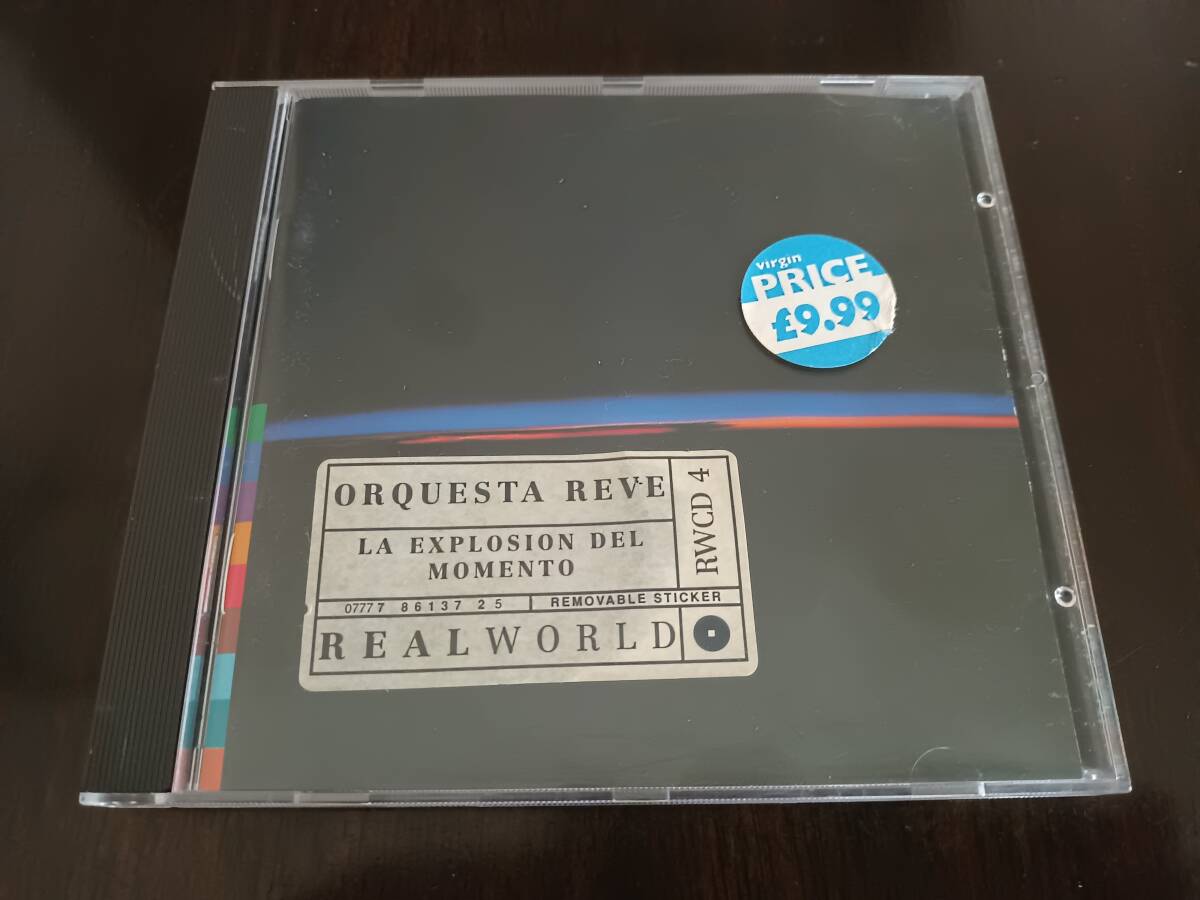 virgin
PRICE
£9.99
ORQUESTA REVE
RWCD 4
LA EXPLOSION DEL
MOMENTO
07777 86137 25
REMOVABLE STICKER
REALWORLD